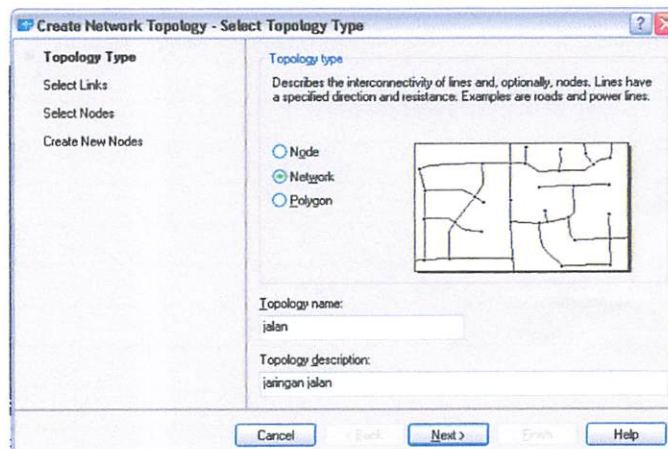 Create Network Topology - Select Topology Type
Topology Type
Select Links
Select Nodes
Create New Nodes
Topology type
Describes the interconnectivity of lines and, optionally, nodes. Lines have
a specified direction and resistance. Examples are roads and power lines.
Node
Network
Polygon
Topology name:
jalan
Topology description:
jaringan jalan
Cancel
< Back
Next >
Finish
Help